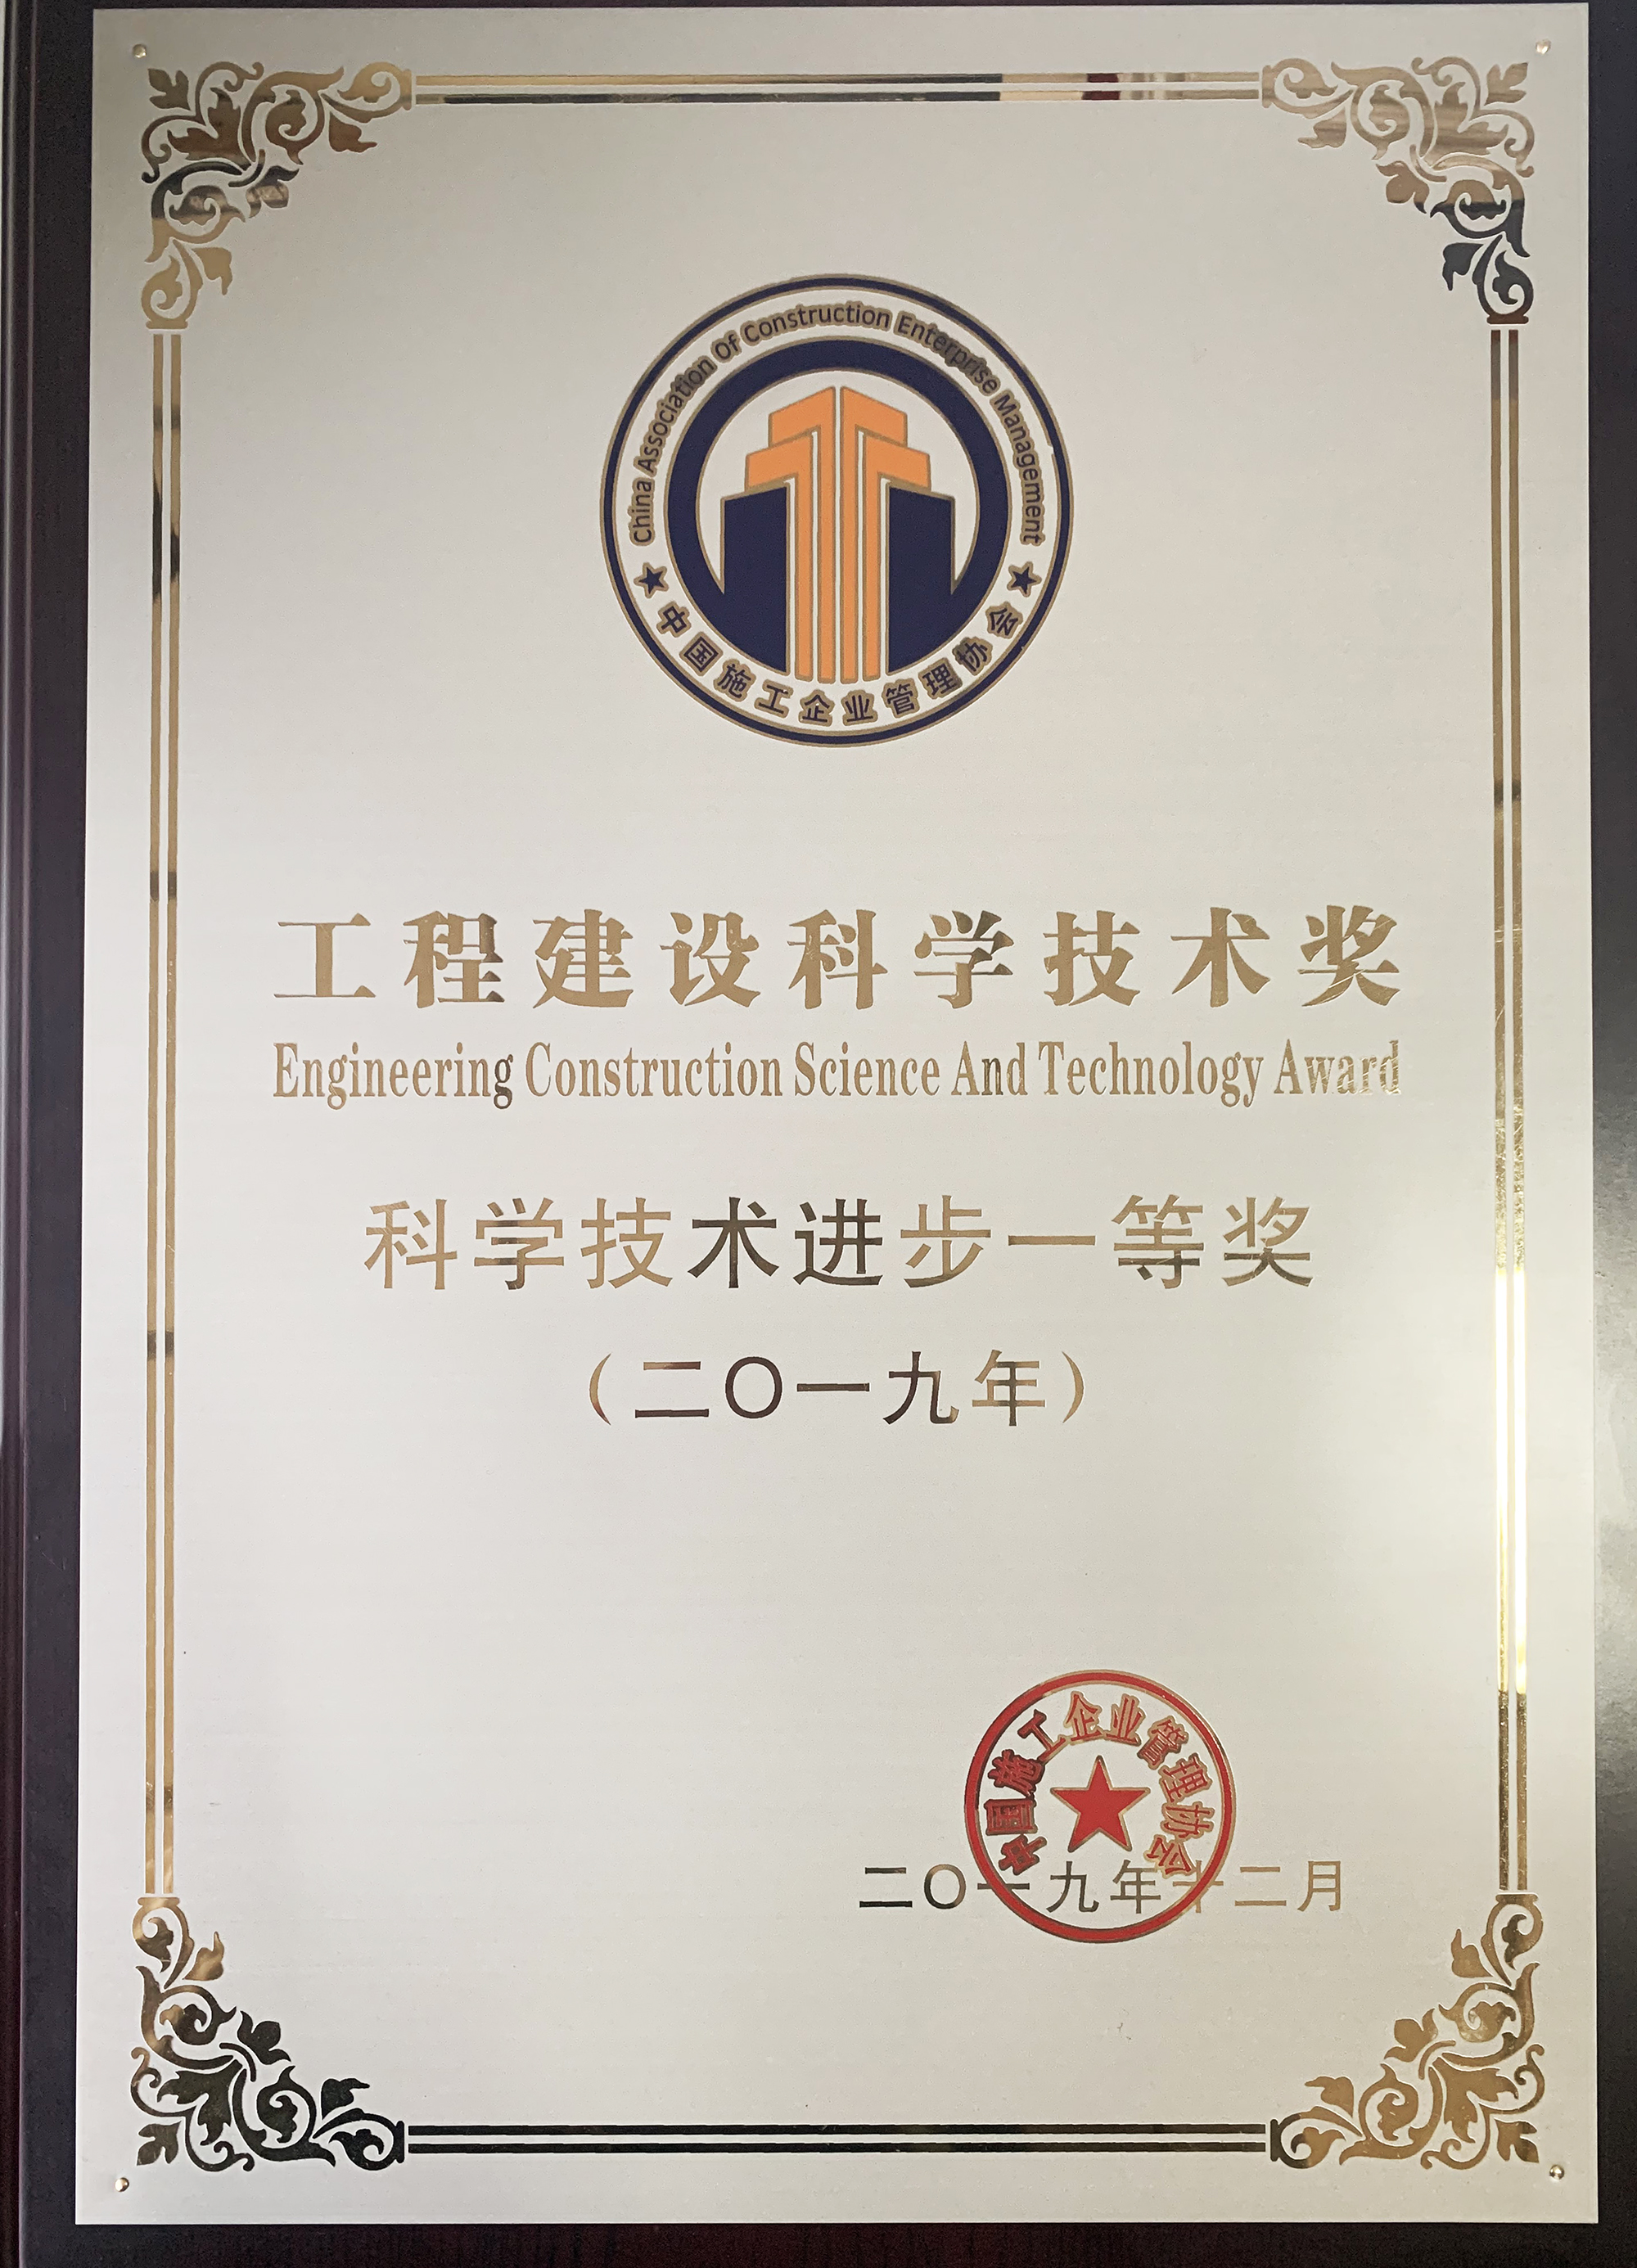 China Association Of Construction Enterprise Management
★中国施工企业管理协会★
工程建设科学技术奖
Engineering Construction Science And Technology Award
科学技术进步一等奖
（二〇一九年）
中国施工企业管理协会
二〇一九年十二月